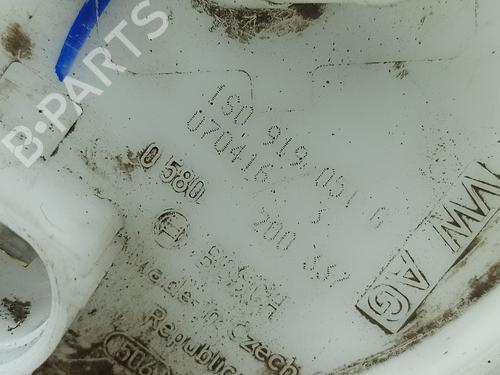 B-PARTS
1S0 919 051 G
070416 S
0 580 200 337
BOSCH
VW AG
Made in Czech
Republic